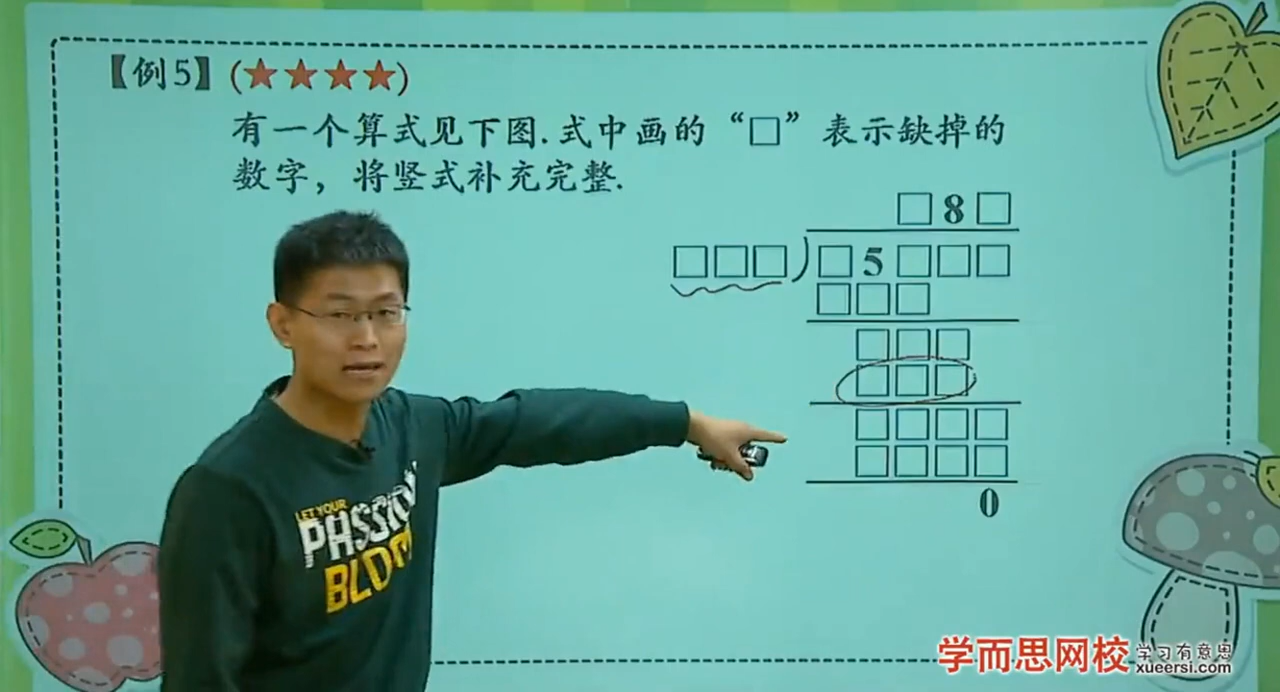 【例5】(★★★★)
有一个算式见下图.式中画的“□”表示缺掉的
数字，将竖式补充完整.
□8□
□□□)□5□□□
□□□
□□□
□□□
□□□□
□□□□
0
LET YOUR
PASSION
BLOOM
学而思网校 学习有意思
xueersi.com